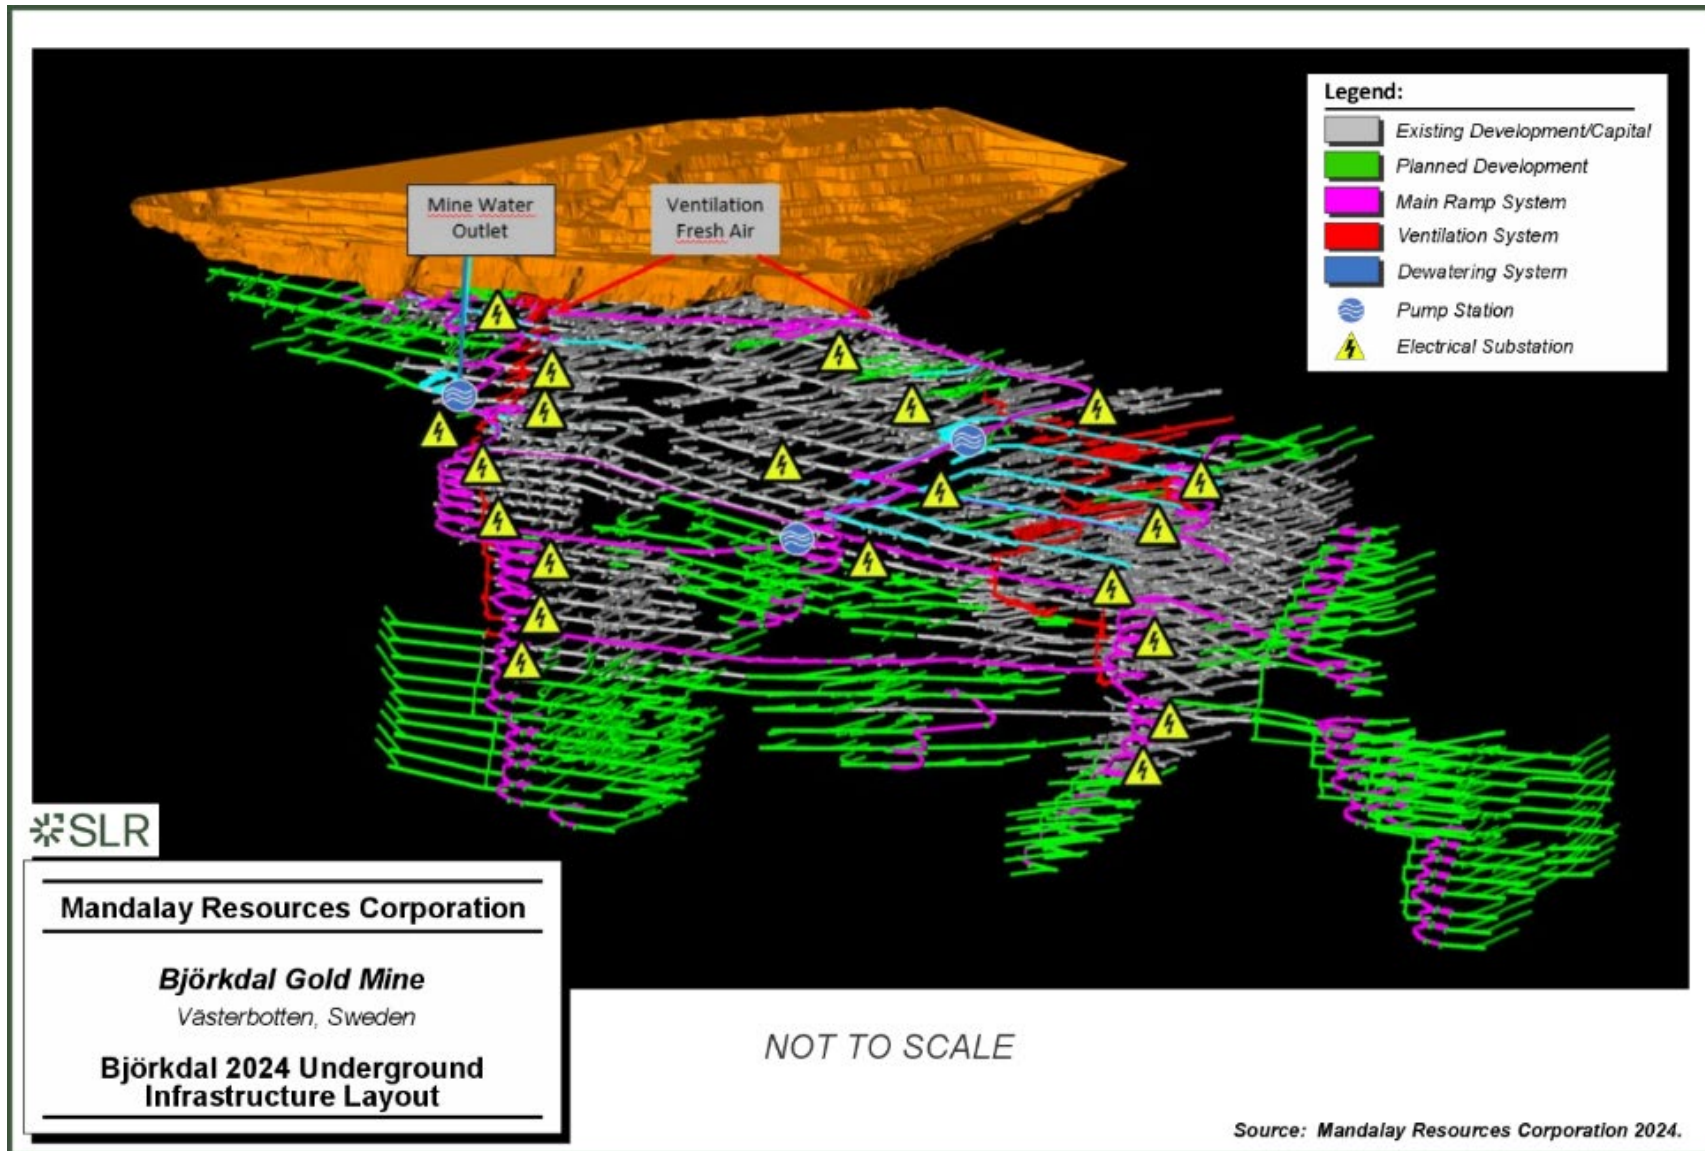 Legend:
Existing Development/Capital
Planned Development
Main Ramp System
Ventilation System
Dewatering System
Pump Station
Electrical Substation
Mine Water
Outlet
Ventilation
Fresh Air
SLR
Mandalay Resources Corporation
Björkdal Gold Mine
Västerbotten, Sweden
Björkdal 2024 Underground
Infrastructure Layout
NOT TO SCALE
Source: Mandalay Resources Corporation 2024.